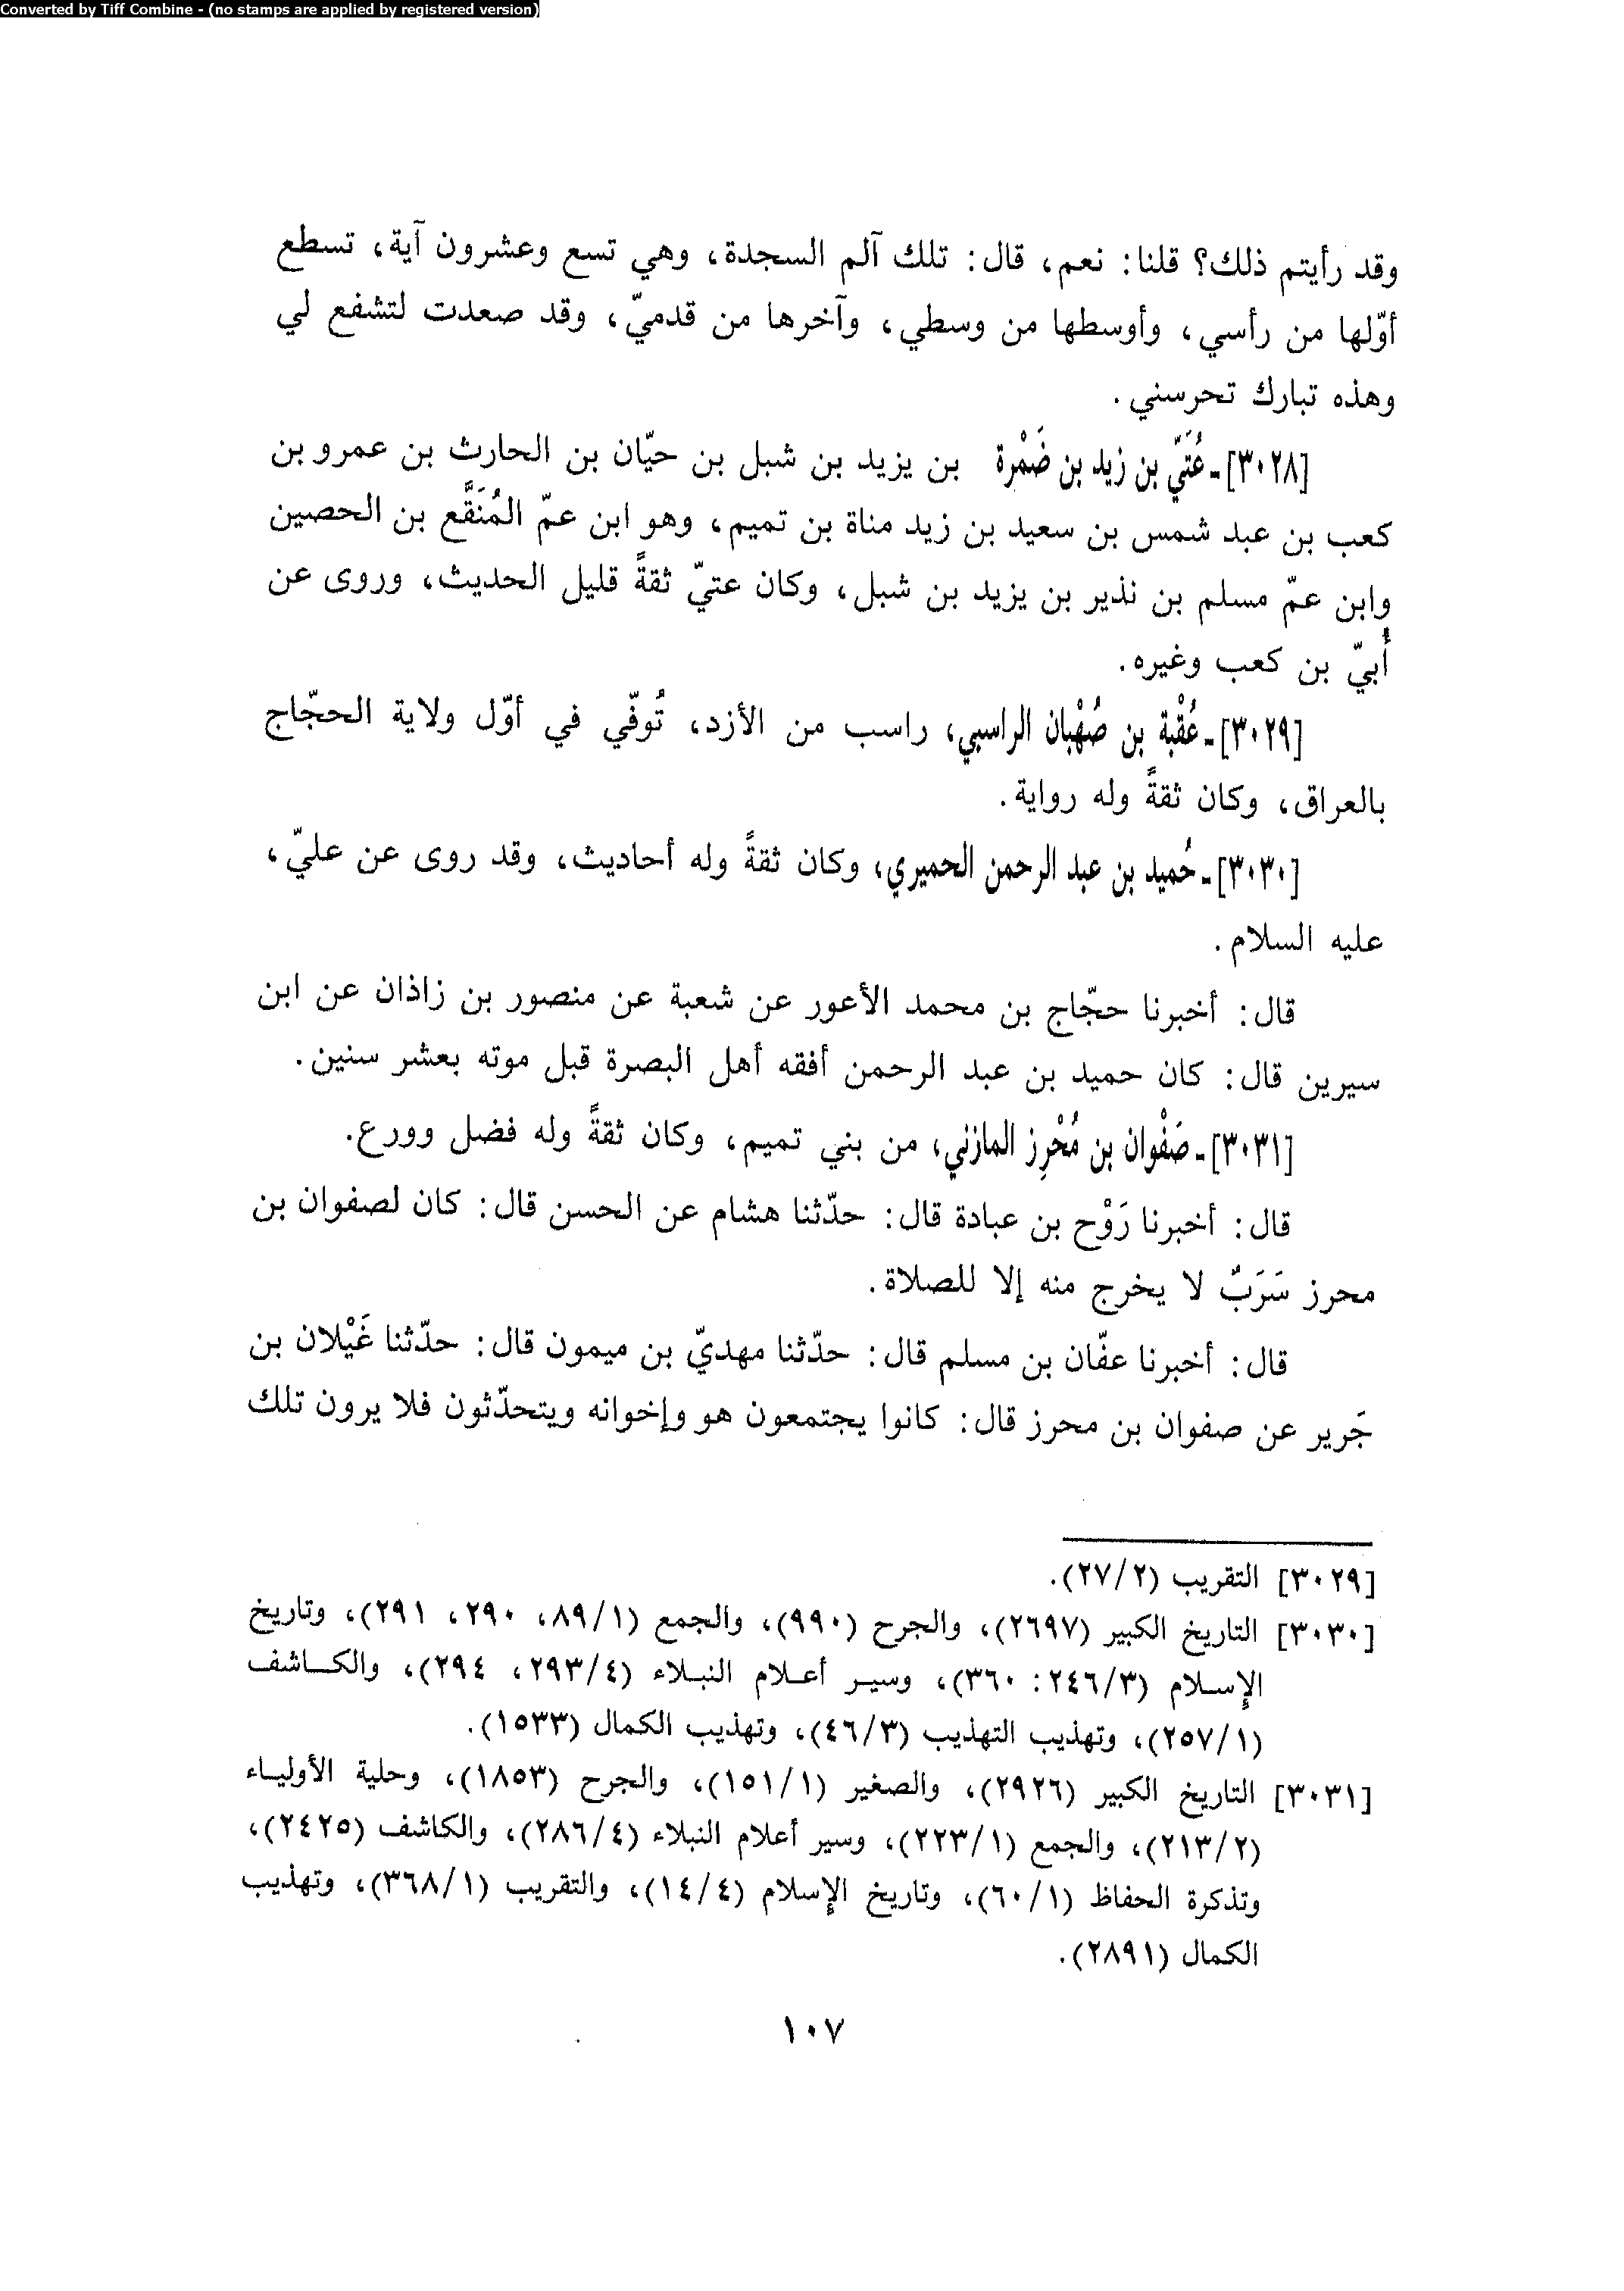 Converted by Tiff Combine - (no stamps are applied by registered version)
وقد رأيتم ذلك؟ قلنا: نعم، قال: تلك آلم السجدة، وهي تسع وعشرون آية، تسطع
أوّلها من رأسي، وأوسطها من وسطي، وآخرها من قدميّ، وقد صعدت لتشفع لي
وهذه تبارك تحرسني.
[٣٠٢٨]ـ عُتَيّ بن زيد بن ضَمْرة بن يزيد بن شبل بن حيّان بن الحارث بن عمرو بن
كعب بن عبد شمس بن سعيد بن زيد مناة بن تميم، وهو ابن عمّ المُنَقَّع بن الحصين
وابن عمّ مسلم بن نذير بن يزيد بن شبل، وكان عتيّ ثقةً قليل الحديث، وروى عن
أُبيّ بن كعب وغيره.
[٣٠٢٩]ـ عُقْبة بن صُهْبان الراسبي، راسب من الأزد، تُوفّي في أوّل ولاية الحجّاج
بالعراق، وكان ثقةً وله رواية.
[٣٠٣٠]ـ حُميد بن عبد الرحمن الحميري، وكان ثقةً وله أحاديث، وقد روى عن عليّ،
عليه السلام.
قال: أخبرنا حجّاج بن محمد الأعور عن شعبة عن منصور بن زاذان عن ابن
سيرين قال: كان حميد بن عبد الرحمن أفقه أهل البصرة قبل موته بعشر سنين.
[٣٠٣١]ـ صَفْوان بن مُحْرِز المازني، من بني تميم، وكان ثقةً وله فضل وورع.
قال: أخبرنا رَوْح بن عبادة قال: حدّثنا هشام عن الحسن قال: كان لصفوان بن
محرز سَرَبٌ لا يخرج منه إلا للصلاة.
قال: أخبرنا عفّان بن مسلم قال: حدّثنا مهديّ بن ميمون قال: حدّثنا غَيْلان بن
جَرير عن صفوان بن محرز قال: كانوا يجتمعون هو وإخوانه ويتحدّثون فلا يرون تلك
[٣٠٢٩] التقريب (٢٧/٢).
[٣٠٣٠] التاريخ الكبير (٢٦٩٧)، والجرح (٩٩٠)، والجمع (٨٩/١، ٢٩٠، ٢٩١)، وتاريخ
الإسلام (٢٤٦/٣: ٣٦٠)، وسير أعلام النبلاء (٢٩٣/٤، ٢٩٤)، والكاشف
(٢٥٧/١)، وتهذيب التهذيب (٤٦/٣)، وتهذيب الكمال (١٥٣٣).
[٣٠٣١] التاريخ الكبير (٢٩٢٦)، والصغير (١٥١/١)، والجرح (١٨٥٣)، وحلية الأولياء
(٢١٣/٢)، والجمع (٢٢٣/١)، وسير أعلام النبلاء (٢٨٦/٤)، والكاشف (٢٤٢٥)،
وتذكرة الحفاظ (٦٠/١)، وتاريخ الإسلام (١٤/٤)، والتقريب (٣٦٨/١)، وتهذيب
الكمال (٢٨٩١).
١٠٧